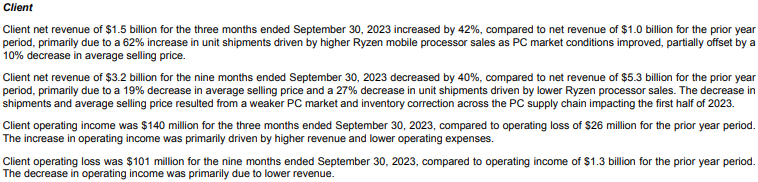 Client
Client net revenue of $1.5 billion for the three months ended September 30, 2023 increased by 42%, compared to net revenue of $1.0 billion for the prior year
period, primarily due to a 62% increase in unit shipments driven by higher Ryzen mobile processor sales as PC market conditions improved, partially offset by a
10% decrease in average selling price.
Client net revenue of $3.2 billion for the nine months ended September 30, 2023 decreased by 40%, compared to net revenue of $5.3 billion for the prior year
period, primarily due to a 19% decrease in average selling price and a 27% decrease in unit shipments driven by lower Ryzen processor sales. The decrease in
shipments and average selling price resulted from a weaker PC market and inventory correction across the PC supply chain impacting the first half of 2023.
Client operating income was $140 million for the three months ended September 30, 2023, compared to operating loss of $26 million for the prior year period.
The increase in operating income was primarily driven by higher revenue and lower operating expenses.
Client operating loss was $101 million for the nine months ended September 30, 2023, compared to operating income of $1.3 billion for the prior year period.
The decrease in operating income was primarily due to lower revenue.